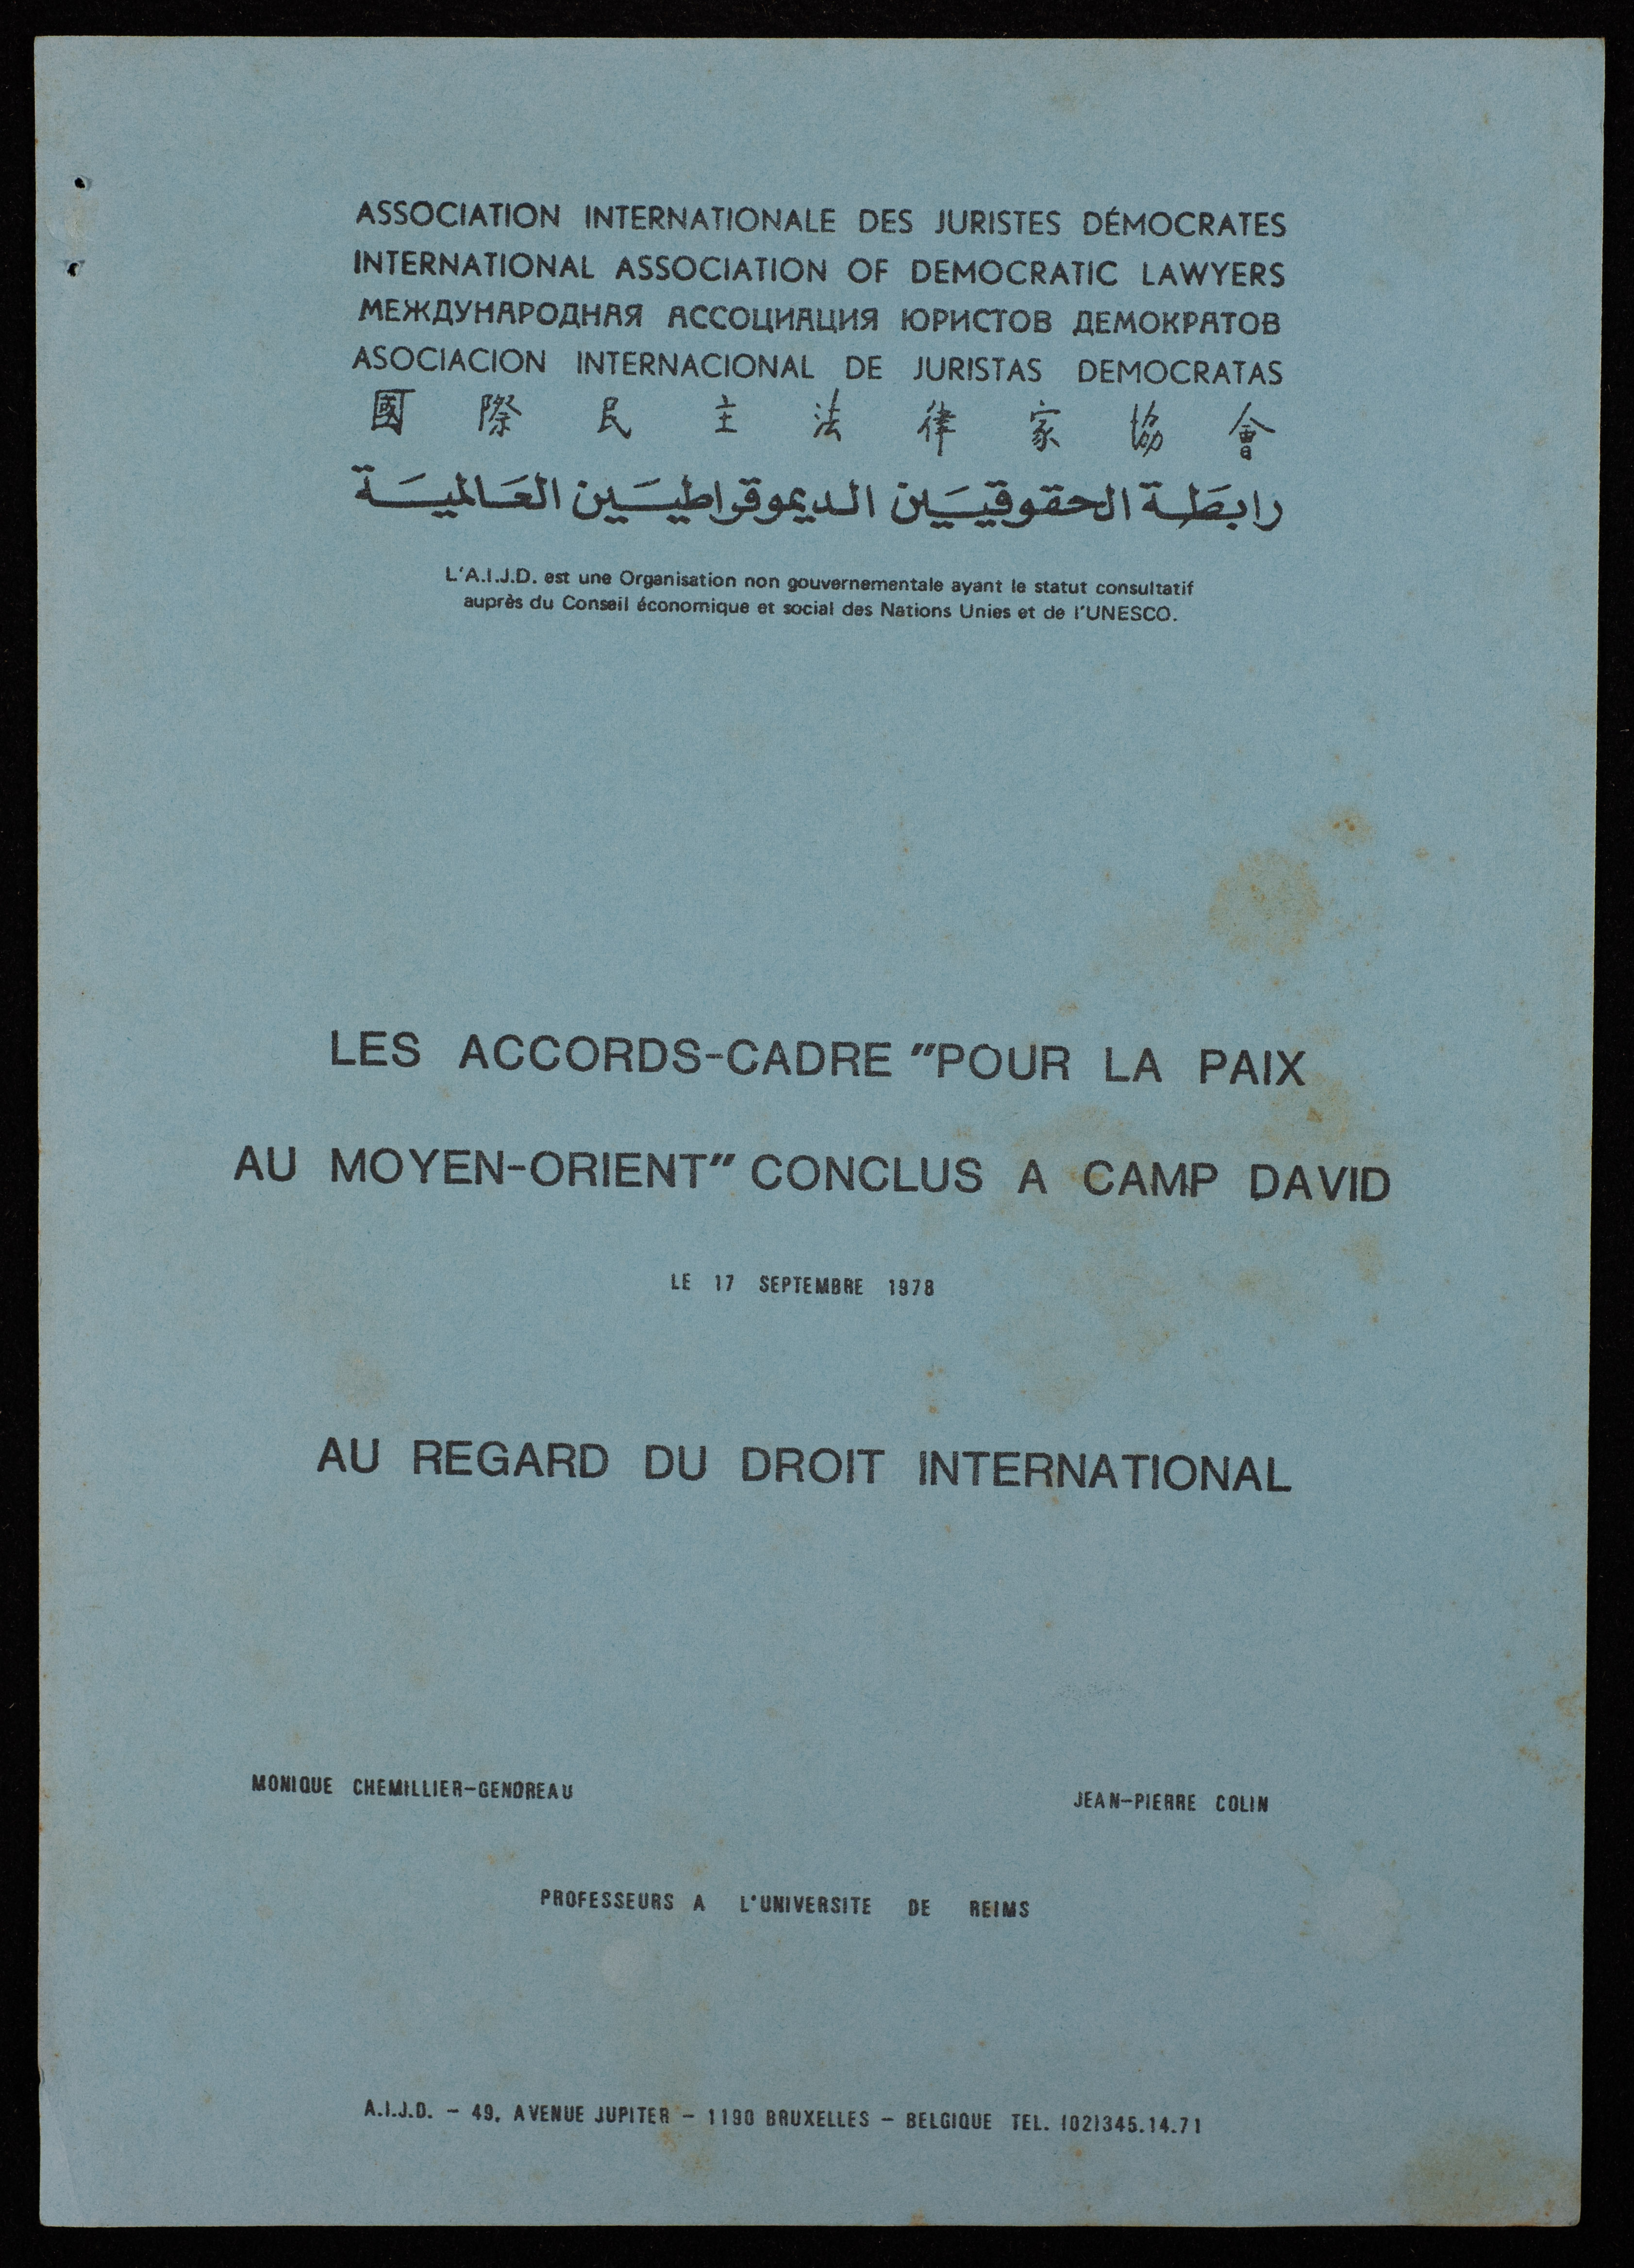 ASSOCIATION INTERNATIONALE DES JURISTES DÉMOCRATES
INTERNATIONAL ASSOCIATION OF DEMOCRATIC LAWYERS
МЕЖДУНАРОДНАЯ АССОЦИАЦИЯ ЮРИСТОВ ДЕМОКРАТОВ
ASOCIACION INTERNACIONAL DE JURISTAS DEMOCRATAS
國際民主法律家協會
رابطة الحقوقيين الديموقراطيين العالمية
L'A.I.J.D. est une Organisation non gouvernementale ayant le statut consultatif
auprès du Conseil économique et social des Nations Unies et de l'UNESCO.
LES ACCORDS-CADRE "POUR LA PAIX
AU MOYEN-ORIENT" CONCLUS A CAMP DAVID
LE 17 SEPTEMBRE 1978
AU REGARD DU DROIT INTERNATIONAL
MONIQUE CHEMILLIER-GENDREAU JEAN-PIERRE COLIN
PROFESSEURS A L'UNIVERSITE DE REIMS
A.I.J.D. – 49, AVENUE JUPITER – 1190 BRUXELLES – BELGIQUE TEL. (02)345.14.71